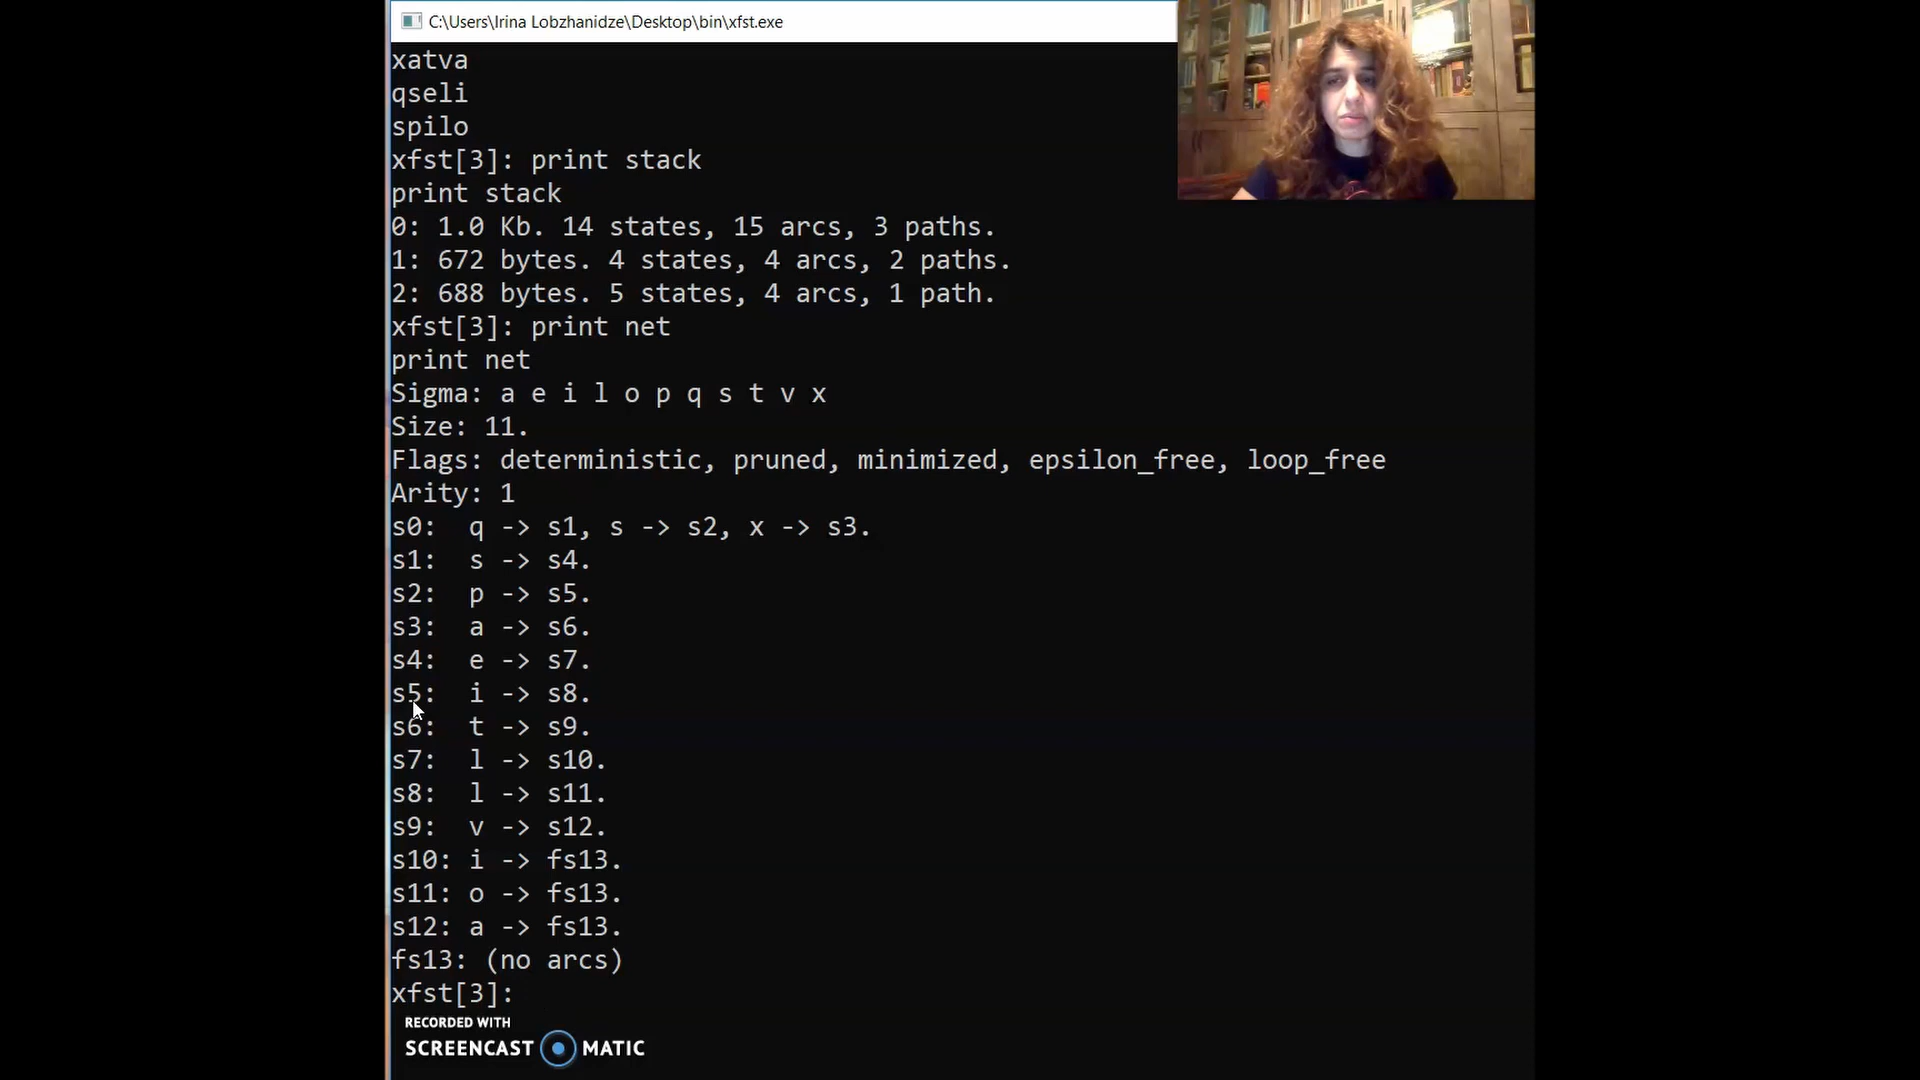 C:\Users\Irina Lobzhanidze\Desktop\bin\xfst.exe
xatva
qseli
spilo
xfst[3]: print stack
print stack
0: 1.0 Kb. 14 states, 15 arcs, 3 paths.
1: 672 bytes. 4 states, 4 arcs, 2 paths.
2: 688 bytes. 5 states, 4 arcs, 1 path.
xfst[3]: print net
print net
Sigma: a e i l o p q s t v x
Size: 11.
Flags: deterministic, pruned, minimized, epsilon_free, loop_free
Arity: 1
s0:  q -> s1, s -> s2, x -> s3.
s1:  s -> s4.
s2:  p -> s5.
s3:  a -> s6.
s4:  e -> s7.
s5:  i -> s8.
s6:  t -> s9.
s7:  l -> s10.
s8:  l -> s11.
s9:  v -> s12.
s10: i -> fs13.
s11: o -> fs13.
s12: a -> fs13.
fs13: (no arcs)
xfst[3]:
RECORDED WITH
SCREENCAST MATIC